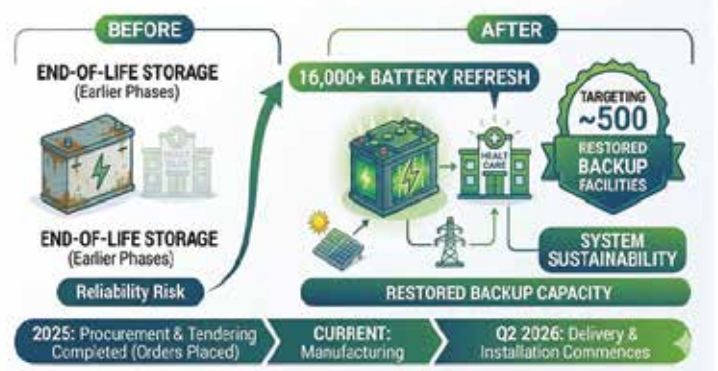 BEFORE
END-OF-LIFE STORAGE
(Earlier Phases)
END-OF-LIFE STORAGE
(Earlier Phases)
Reliability Risk
AFTER
16,000+ BATTERY REFRESH
HEALT
CARE
TARGETING
~500
RESTORED
BACKUP
FACILITIES
SYSTEM
SUSTAINABILITY
RESTORED BACKUP CAPACITY
2025: Procurement & Tendering
Completed (Orders Placed)
CURRENT:
Manufacturing
Q2 2026: Delivery &
Installation Commences